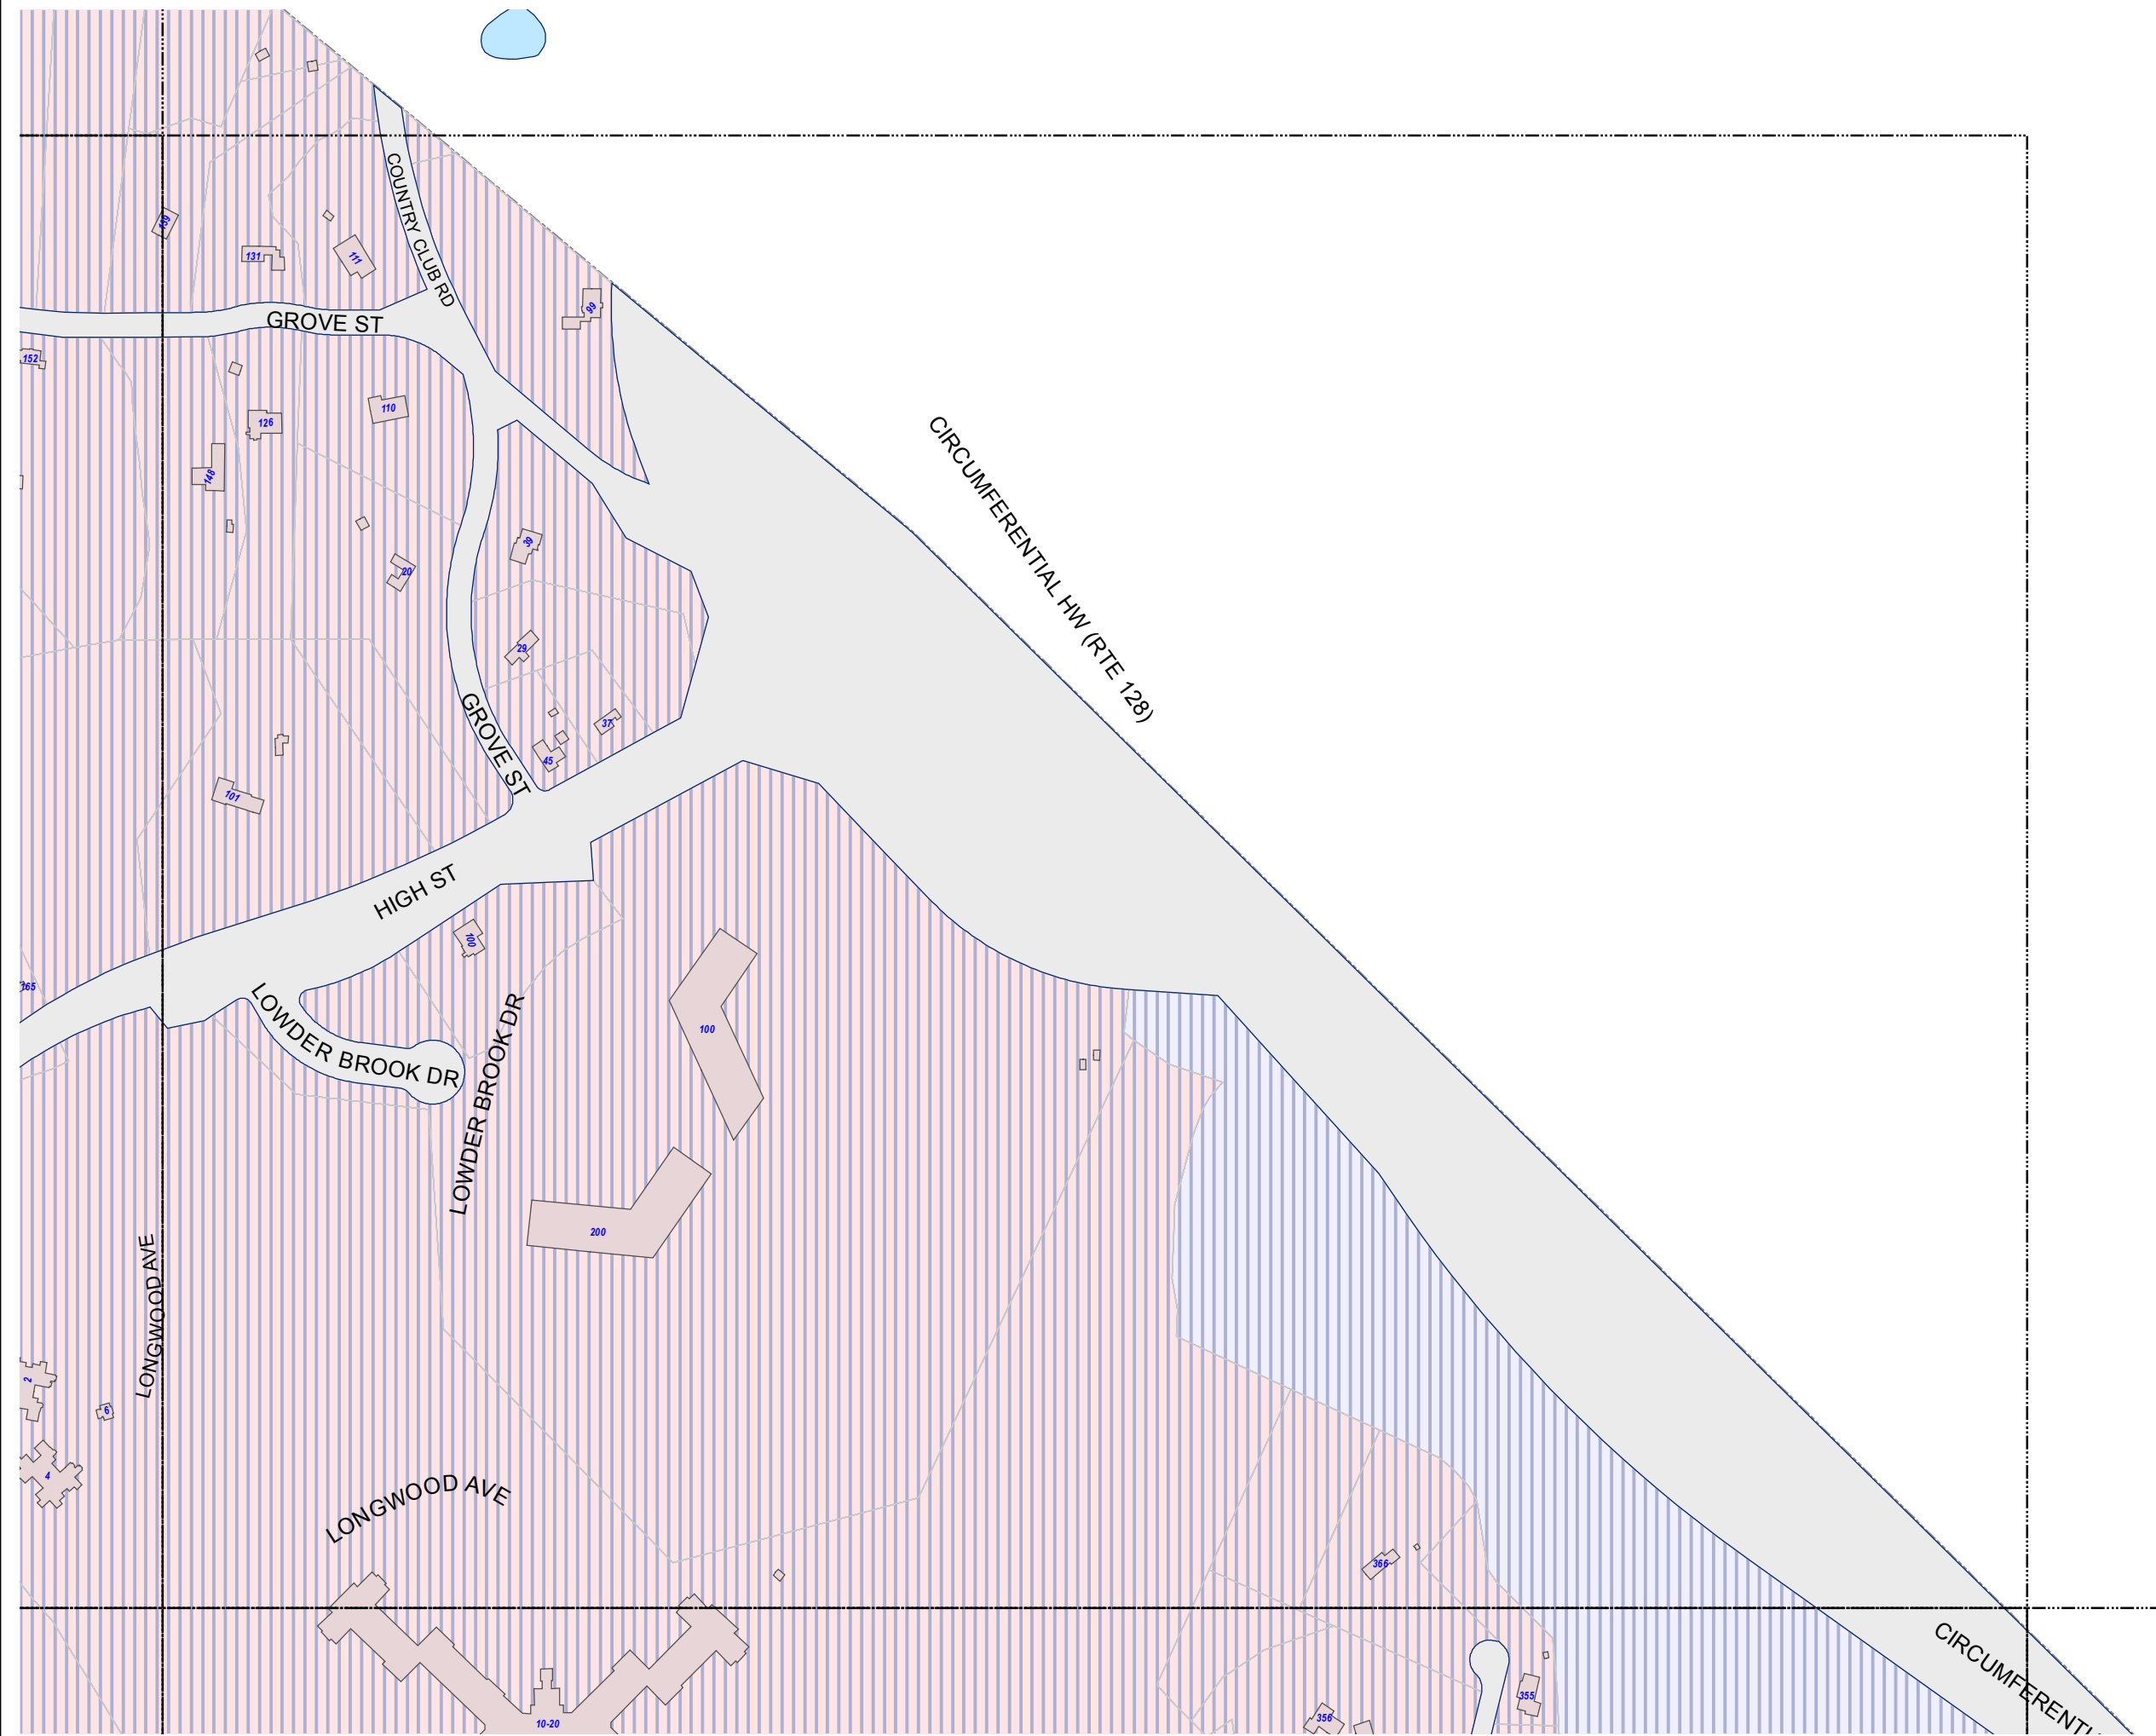 COUNTRY CLUB RD
139
131
111
99
GROVE ST
152
110
126
148
CIRCUMFERENTIAL HW (RTE 128)
39
20
29
GROVE ST
37
45
101
HIGH ST
100
165
LOWDER BROOK DR
LOWDER BROOK DR
100
200
LONGWOOD AVE
2
6
4
LONGWOOD AVE
366
CIRCUMFERENTI
355
356
10-20